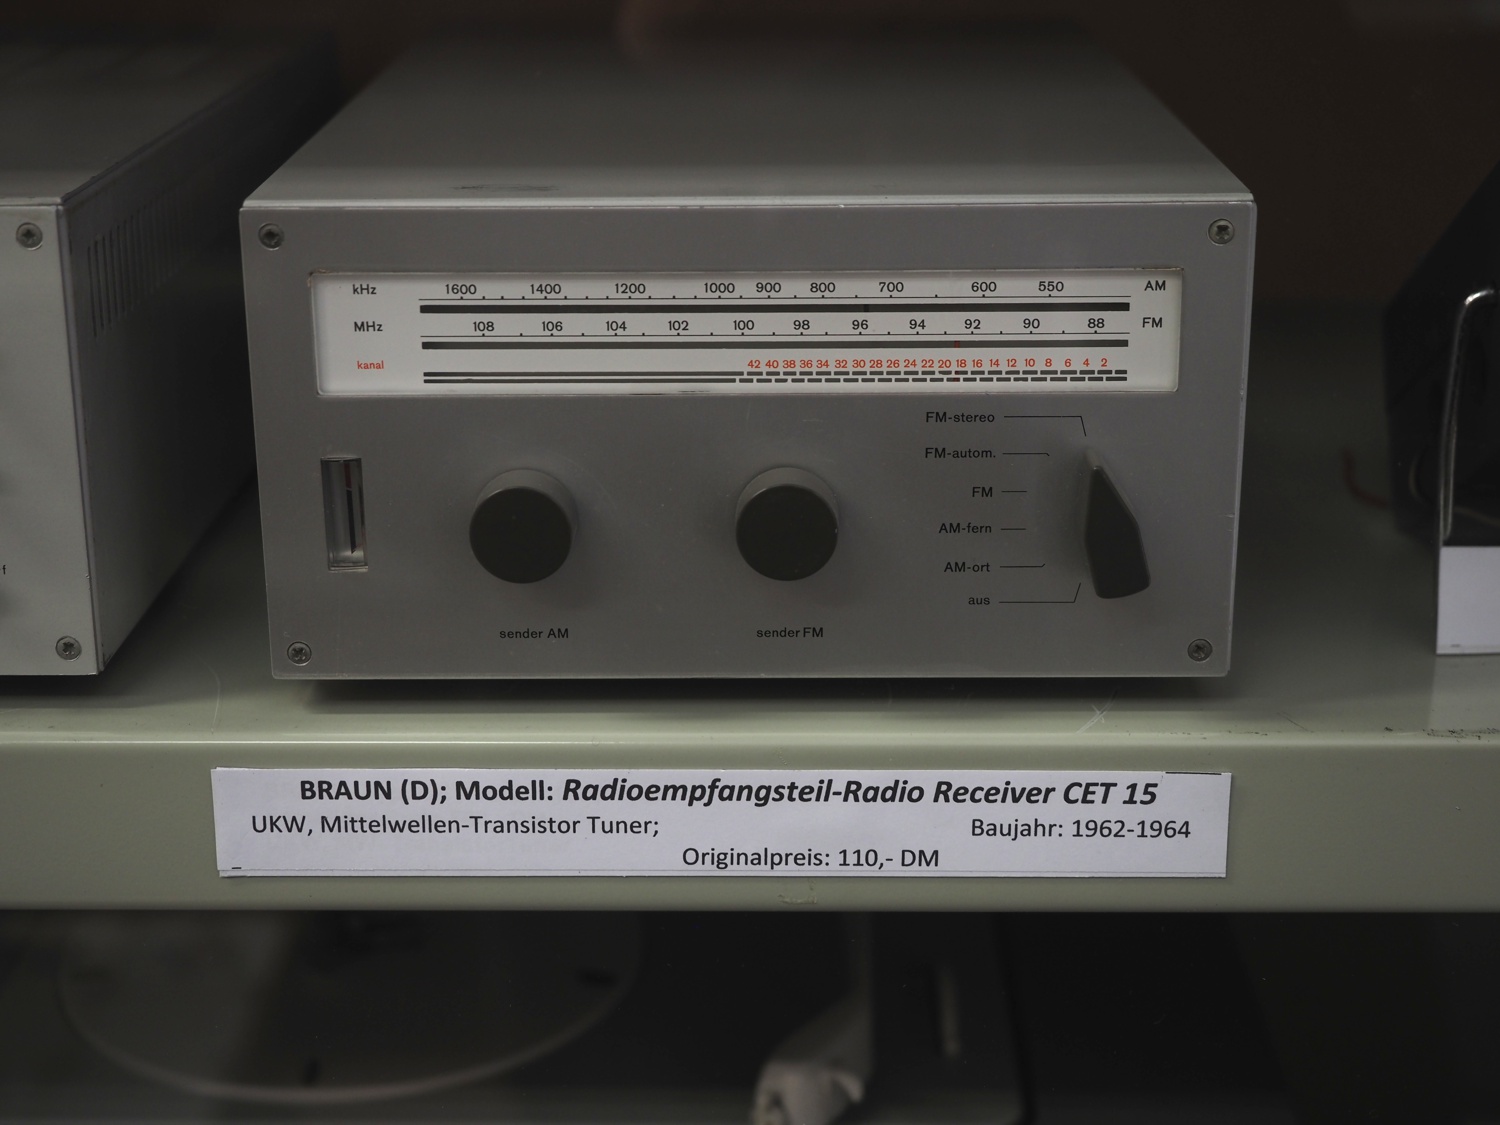 kHz 1600 1400 1200 1000 900 800 700 600 550 AM
MHz 108 106 104 102 100 98 96 94 92 90 88 FM
kanal 42 40 38 36 34 32 30 28 26 24 22 20 18 16 14 12 10 8 6 4 2
FM-stereo
FM-autom.
FM
AM-fern
AM-ort
aus
sender AM
sender FM
BRAUN (D); Modell: Radioempfangsteil-Radio Receiver CET 15
UKW, Mittelwellen-Transistor Tuner; Baujahr: 1962-1964
Originalpreis: 110,- DM